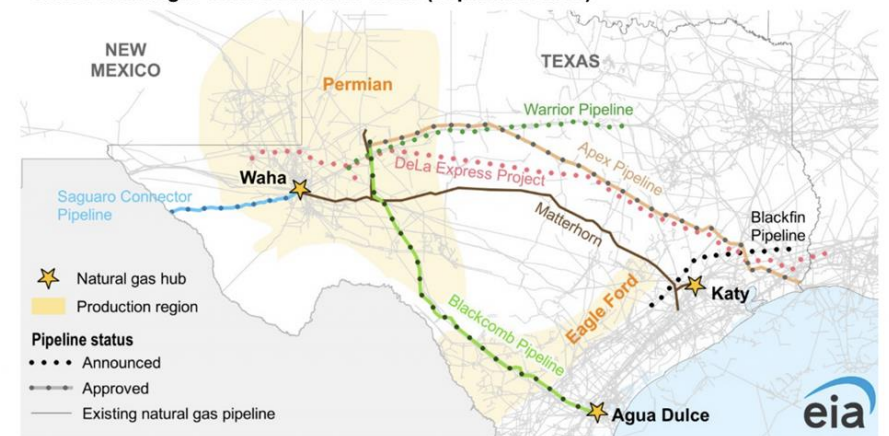 NEW
MEXICO
TEXAS
Permian
Warrior Pipeline
Apex Pipeline
DeLa Express Project
Waha
Saguaro Connector
Pipeline
Matterhorn
Blackfin
Pipeline
Natural gas hub
Production region
Katy
Eagle Ford
Blackcomb Pipeline
Pipeline status
Announced
Approved
Existing natural gas pipeline
Agua Dulce
eia